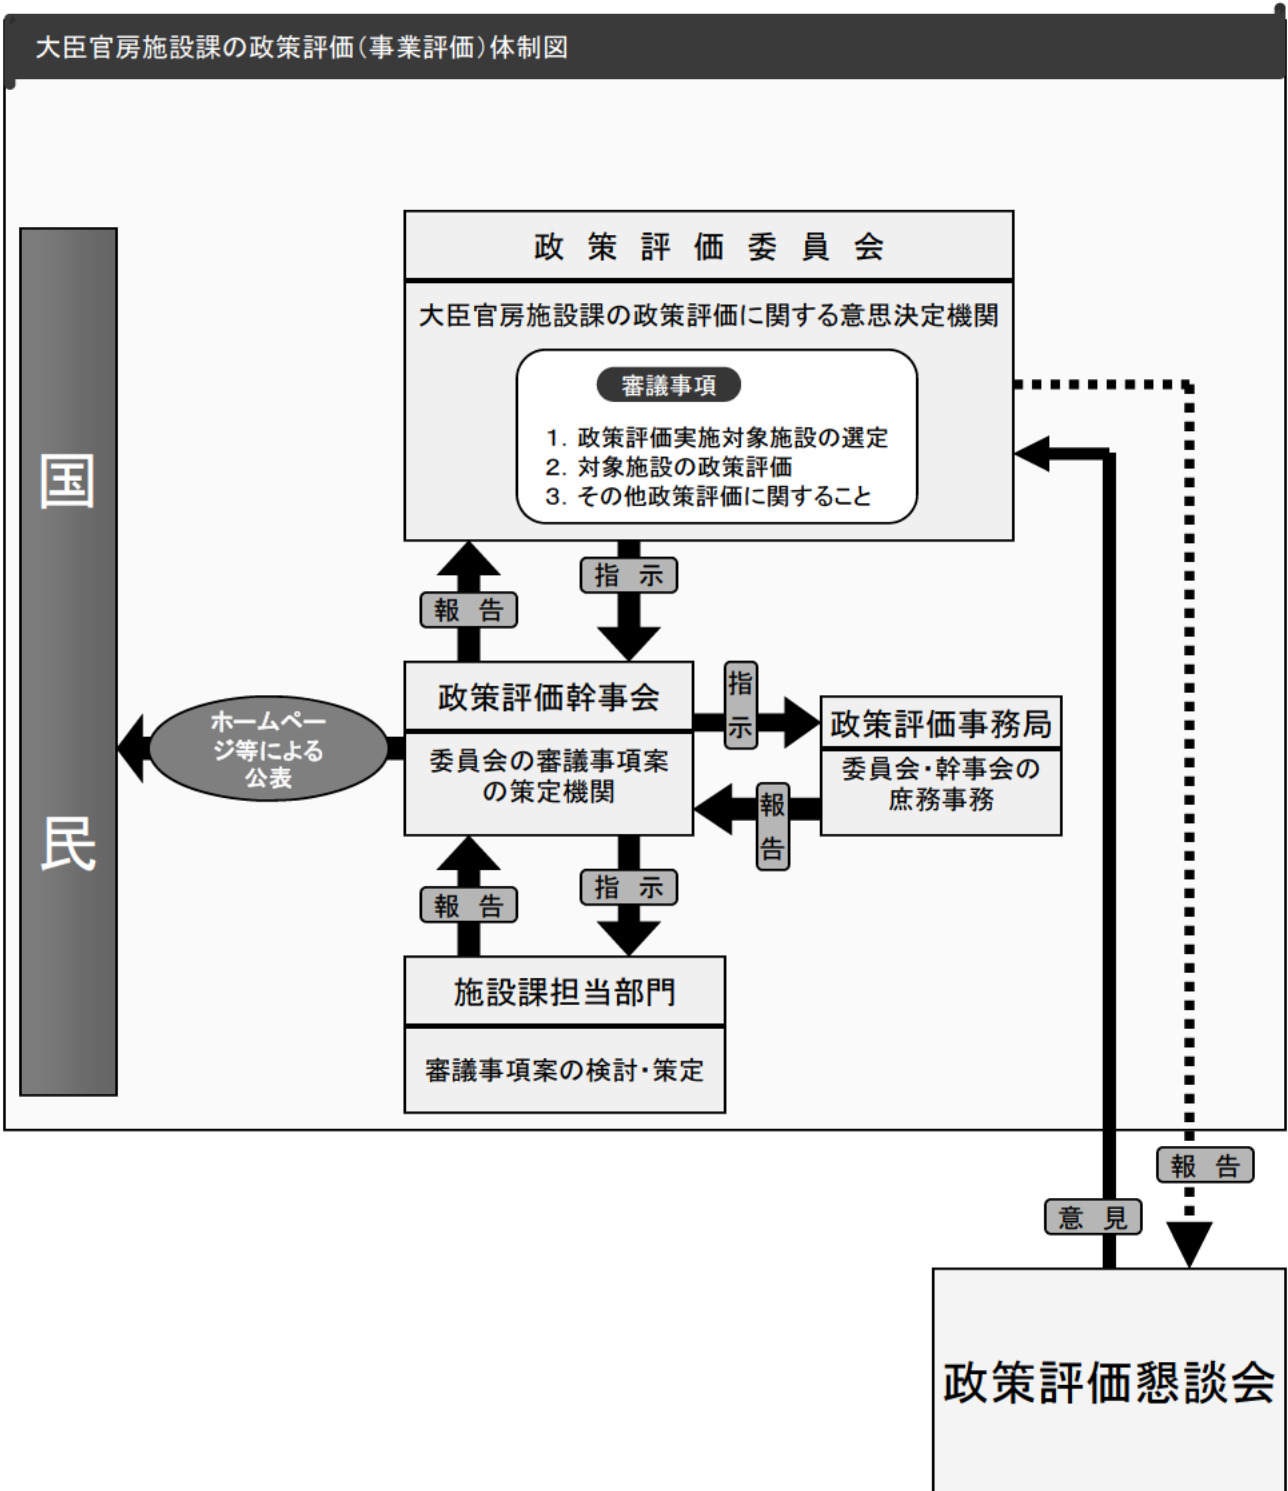 大臣官房施設課の政策評価(事業評価)体制図
政策評価委員会
大臣官房施設課の政策評価に関する意思決定機関
審議事項
1. 政策評価実施対象施設の選定
2. 対象施設の政策評価
3. その他政策評価に関すること
国民
報告
指示
政策評価幹事会
委員会の審議事項案
の策定機関
ホームペー
ジ等による
公表
指示
報告
政策評価事務局
委員会・幹事会の
庶務事務
報告
指示
施設課担当部門
審議事項案の検討・策定
報告
意見
政策評価懇談会